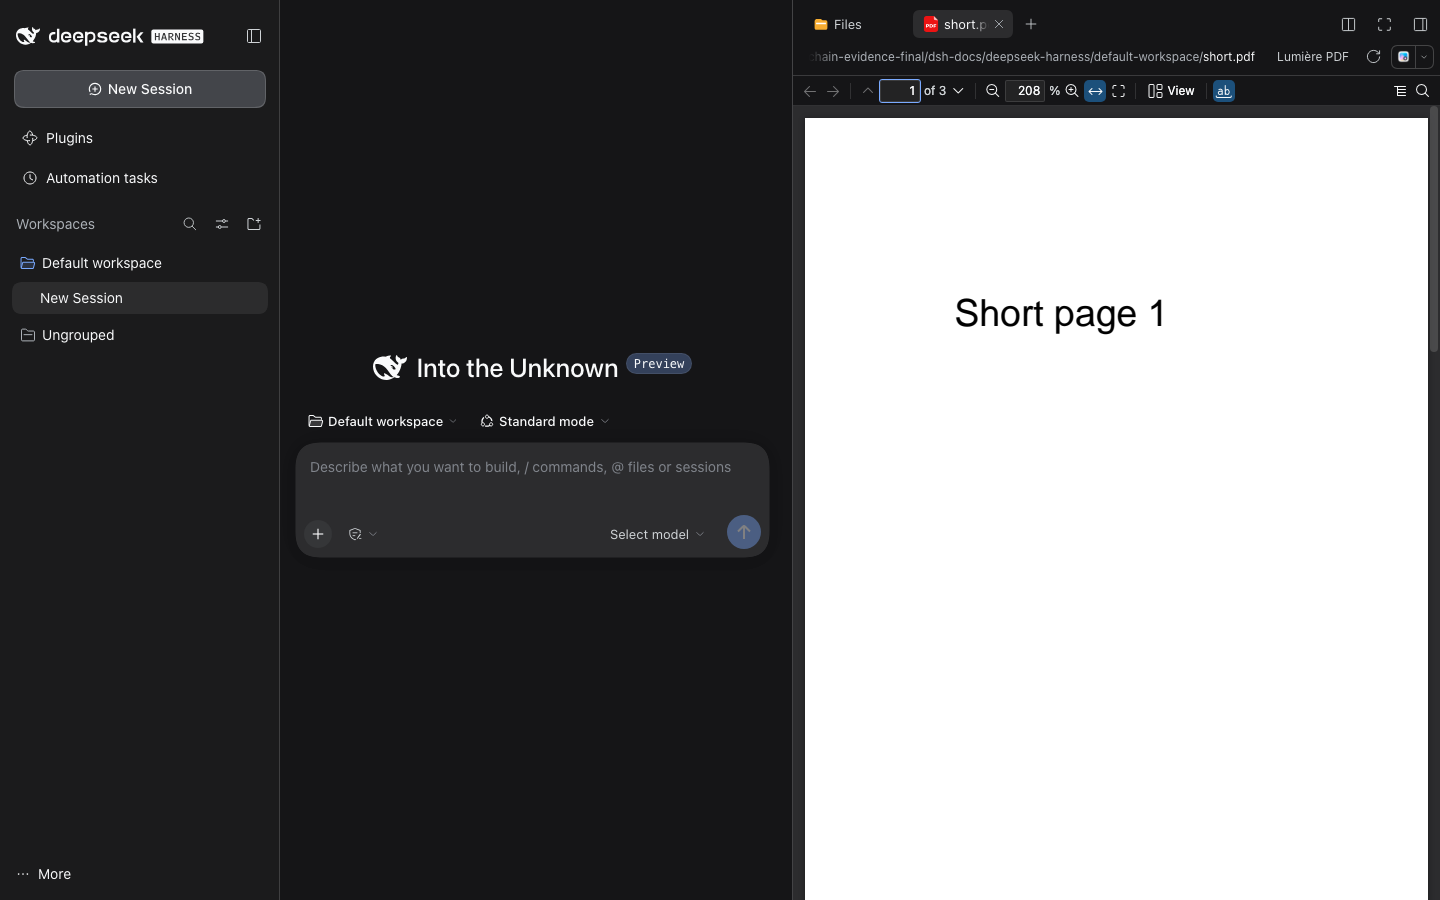 deepseek HARNESS
New Session
Plugins
Automation tasks
Workspaces
Default workspace
New Session
Ungrouped
More
Into the Unknown Preview
Default workspace Standard mode
Describe what you want to build, / commands, @ files or sessions
Select model
Files short.p
hain-evidence-final/dsh-docs/deepseek-harness/default-workspace/short.pdf Lumière PDF
1 of 3 208 % View ab
Short page 1